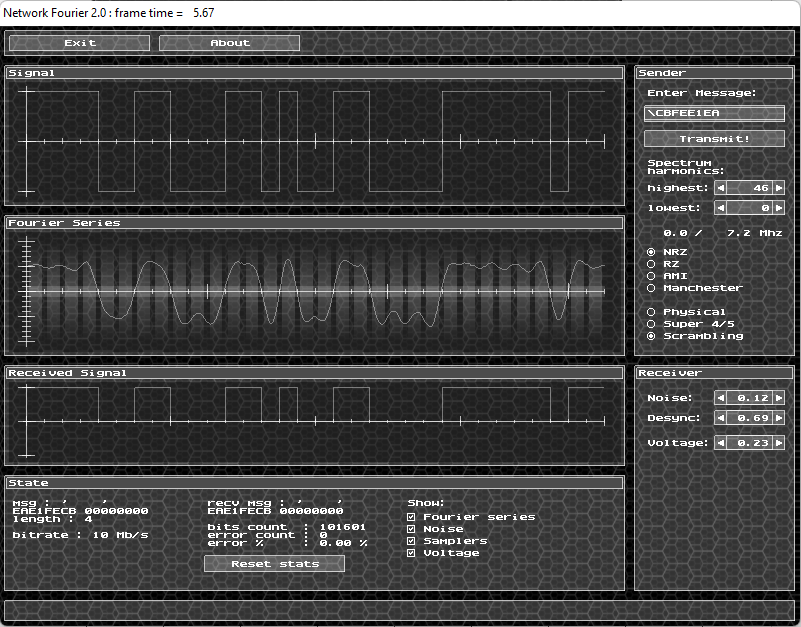 Network Fourier 2.0 : frame time =   5.67
Exit
About
Signal
Fourier Series
Received Signal
State
msg : '     '
EAE1FECB 00000000
length : 4
bitrate : 10 Mb/s
recv msg : '     '
EAE1FECB 00000000
bits count  : 101601
error count : 0
error %     : 0.00 %
Reset stats
Show:
Fourier series
Noise
Samplers
Voltage
Sender
Enter Message:
\CBFEE1EA
Transmit!
Spectrum
harmonics:
highest: 46
lowest: 0
0.0 /   7.2 Mhz
NRZ
RZ
AMI
Manchester
Physical
Super 4/5
Scrambling
Receiver
Noise: 0.12
Desync: 0.69
Voltage: 0.23